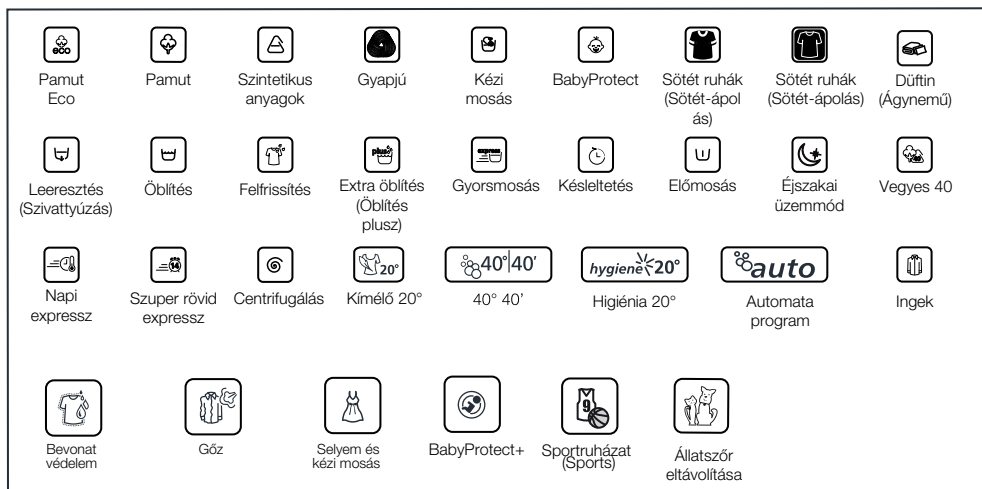 eco
Pamut
Eco
Pamut
Szintetikus
anyagok
Gyapjú
Kézi
mosás
BabyProtect
Sötét ruhák
(Sötét-ápol
ás)
Sötét ruhák
(Sötét-ápolás)
Düftin
(Ágynemű)
Leeresztés
(Szivattyúzás)
Öblítés
Felfrissítés
plus
Extra öblítés
(Öblítés
plusz)
express
Gyorsmosás
Késleltetés
Előmosás
Éjszakai
üzemmód
40°
Vegyes 40
Napi
expressz
14
Szuper rövid
expressz
Centrifugálás
20°
Kímélő 20°
40° 40'
40° 40’
hygiene 20°
Higiénia 20°
auto
Automata
program
Ingek
Bevonat
védelem
Gőz
Selyem és
kézi mosás
BabyProtect+
9
Sportruházat
(Sports)
Állatszőr
eltávolítása